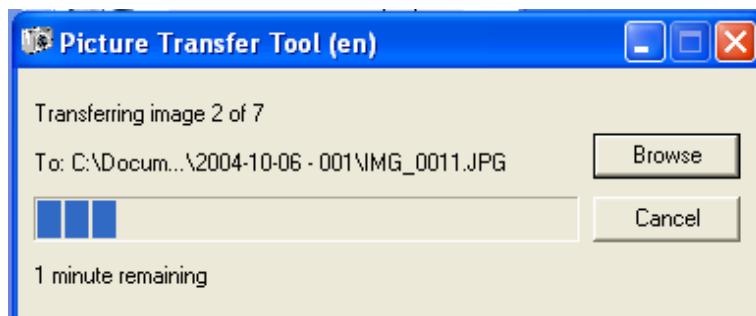 Picture Transfer Tool (en)
Transferring image 2 of 7
To: C:\Docum...\2004-10-06 - 001\IMG_0011.JPG
Browse
Cancel
1 minute remaining